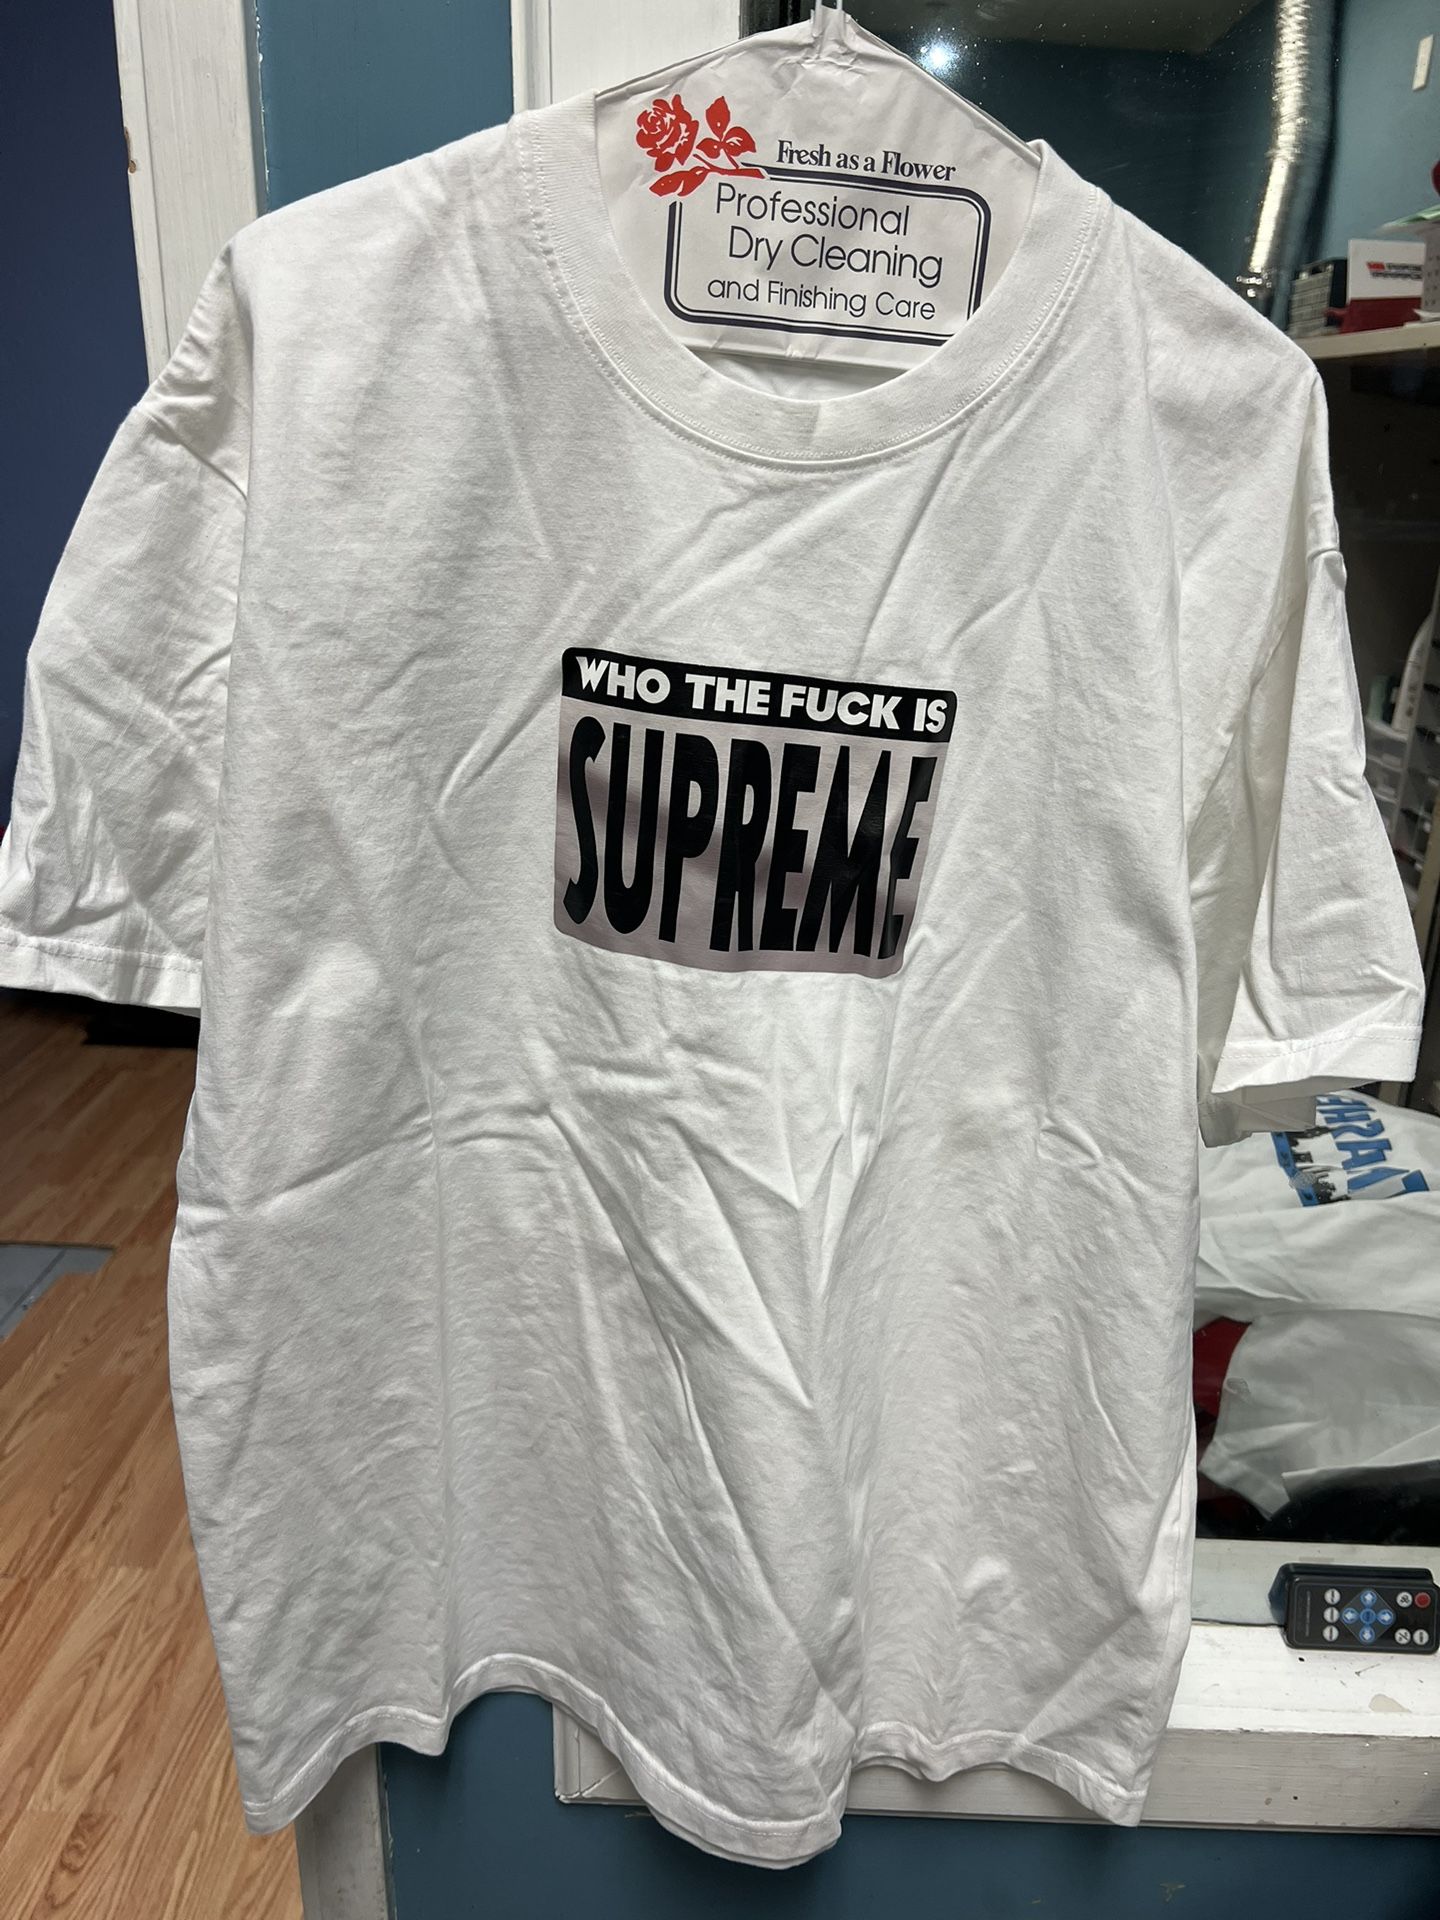 Fresh as a Flower
Professional
Dry Cleaning
and Finishing Care
WHO THE FUCK IS
SUPREME